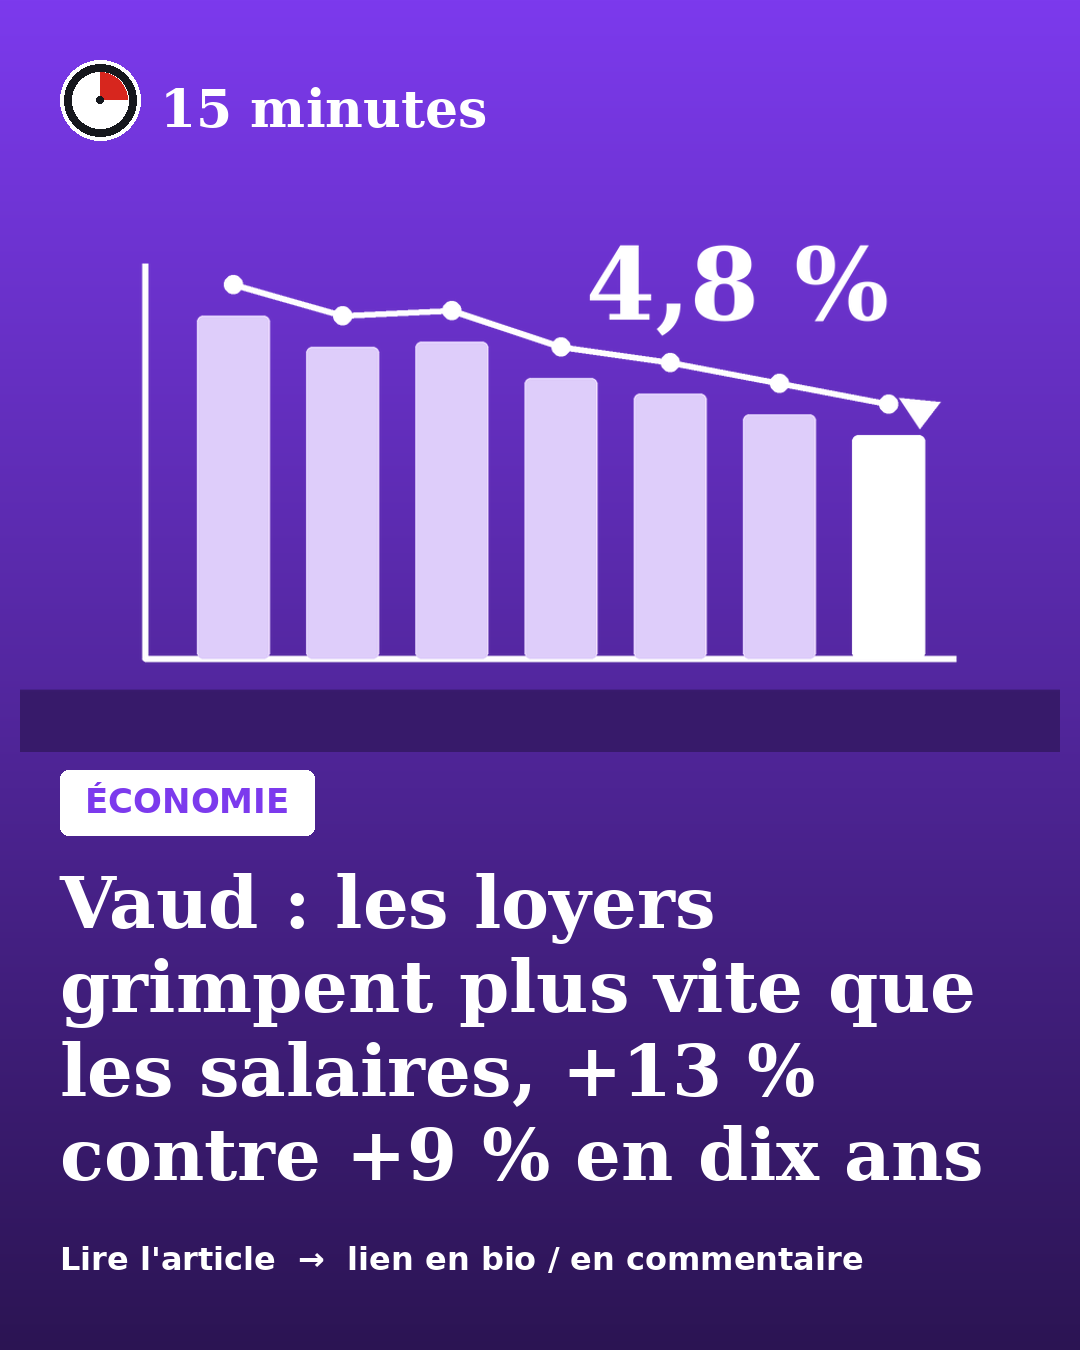 15 minutes
4,8 %
ÉCONOMIE
Vaud : les loyers
grimpent plus vite que
les salaires, +13 %
contre +9 % en dix ans
Lire l'article → lien en bio / en commentaire